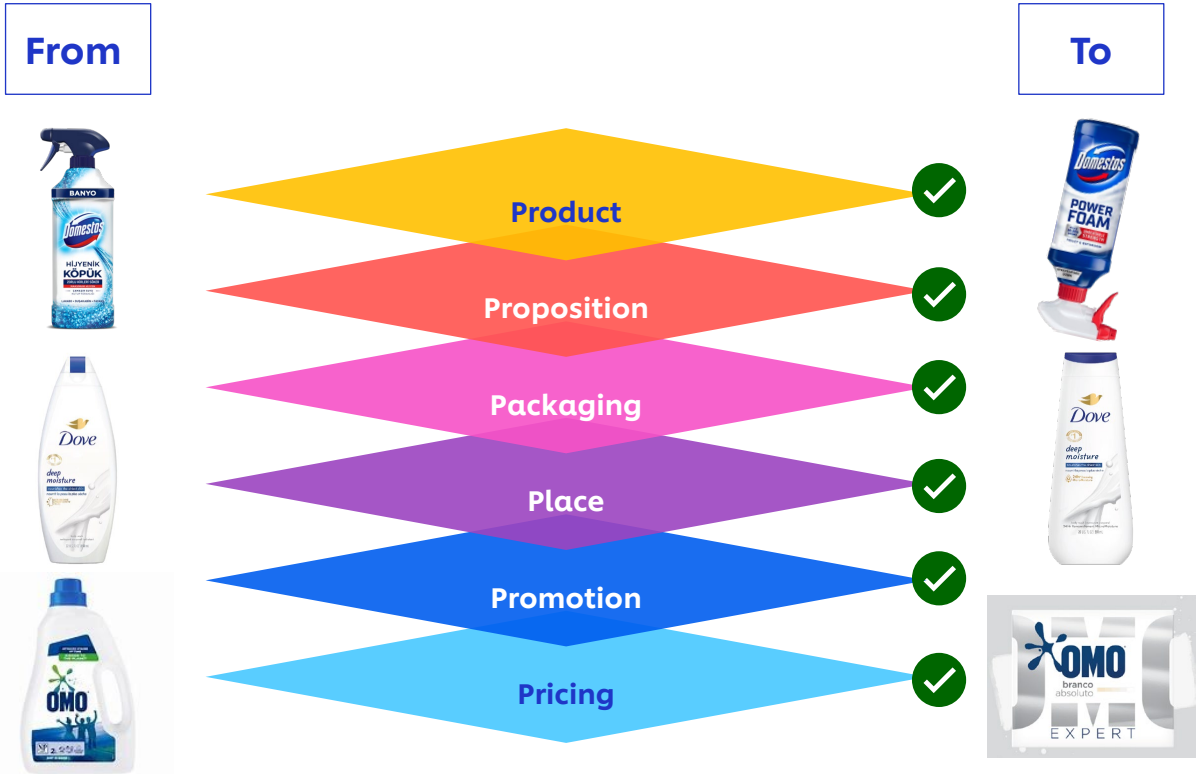 From
To
BANYO
Domestos
HİJYENİK
KÖPÜK
Domestos
POWER
FOAM
Product
Proposition
Packaging
Place
Promotion
Pricing
Dove
deep
moisture
Dove
deep
moisture
OMO
OMO
branco
absoluto
EXPERT